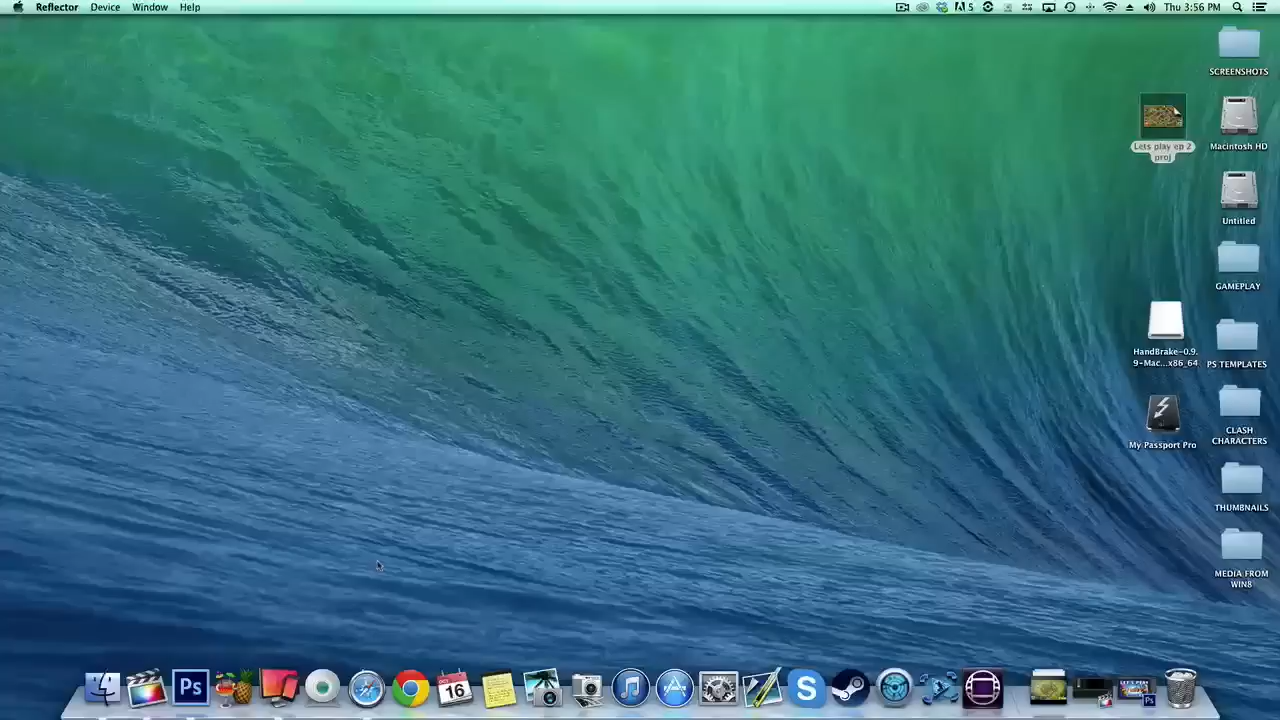 Reflector Device Window Help
5 Thu 3:56 PM
SCREENSHOTS
Lets play ep 2
proj
Macintosh HD
Untitled
GAMEPLAY
HandBrake-0.9.
9-Mac...x86_64
PS TEMPLATES
My Passport Pro
CLASH
CHARACTERS
THUMBNAILS
MEDIA FROM
WIN8
Ps
16
S